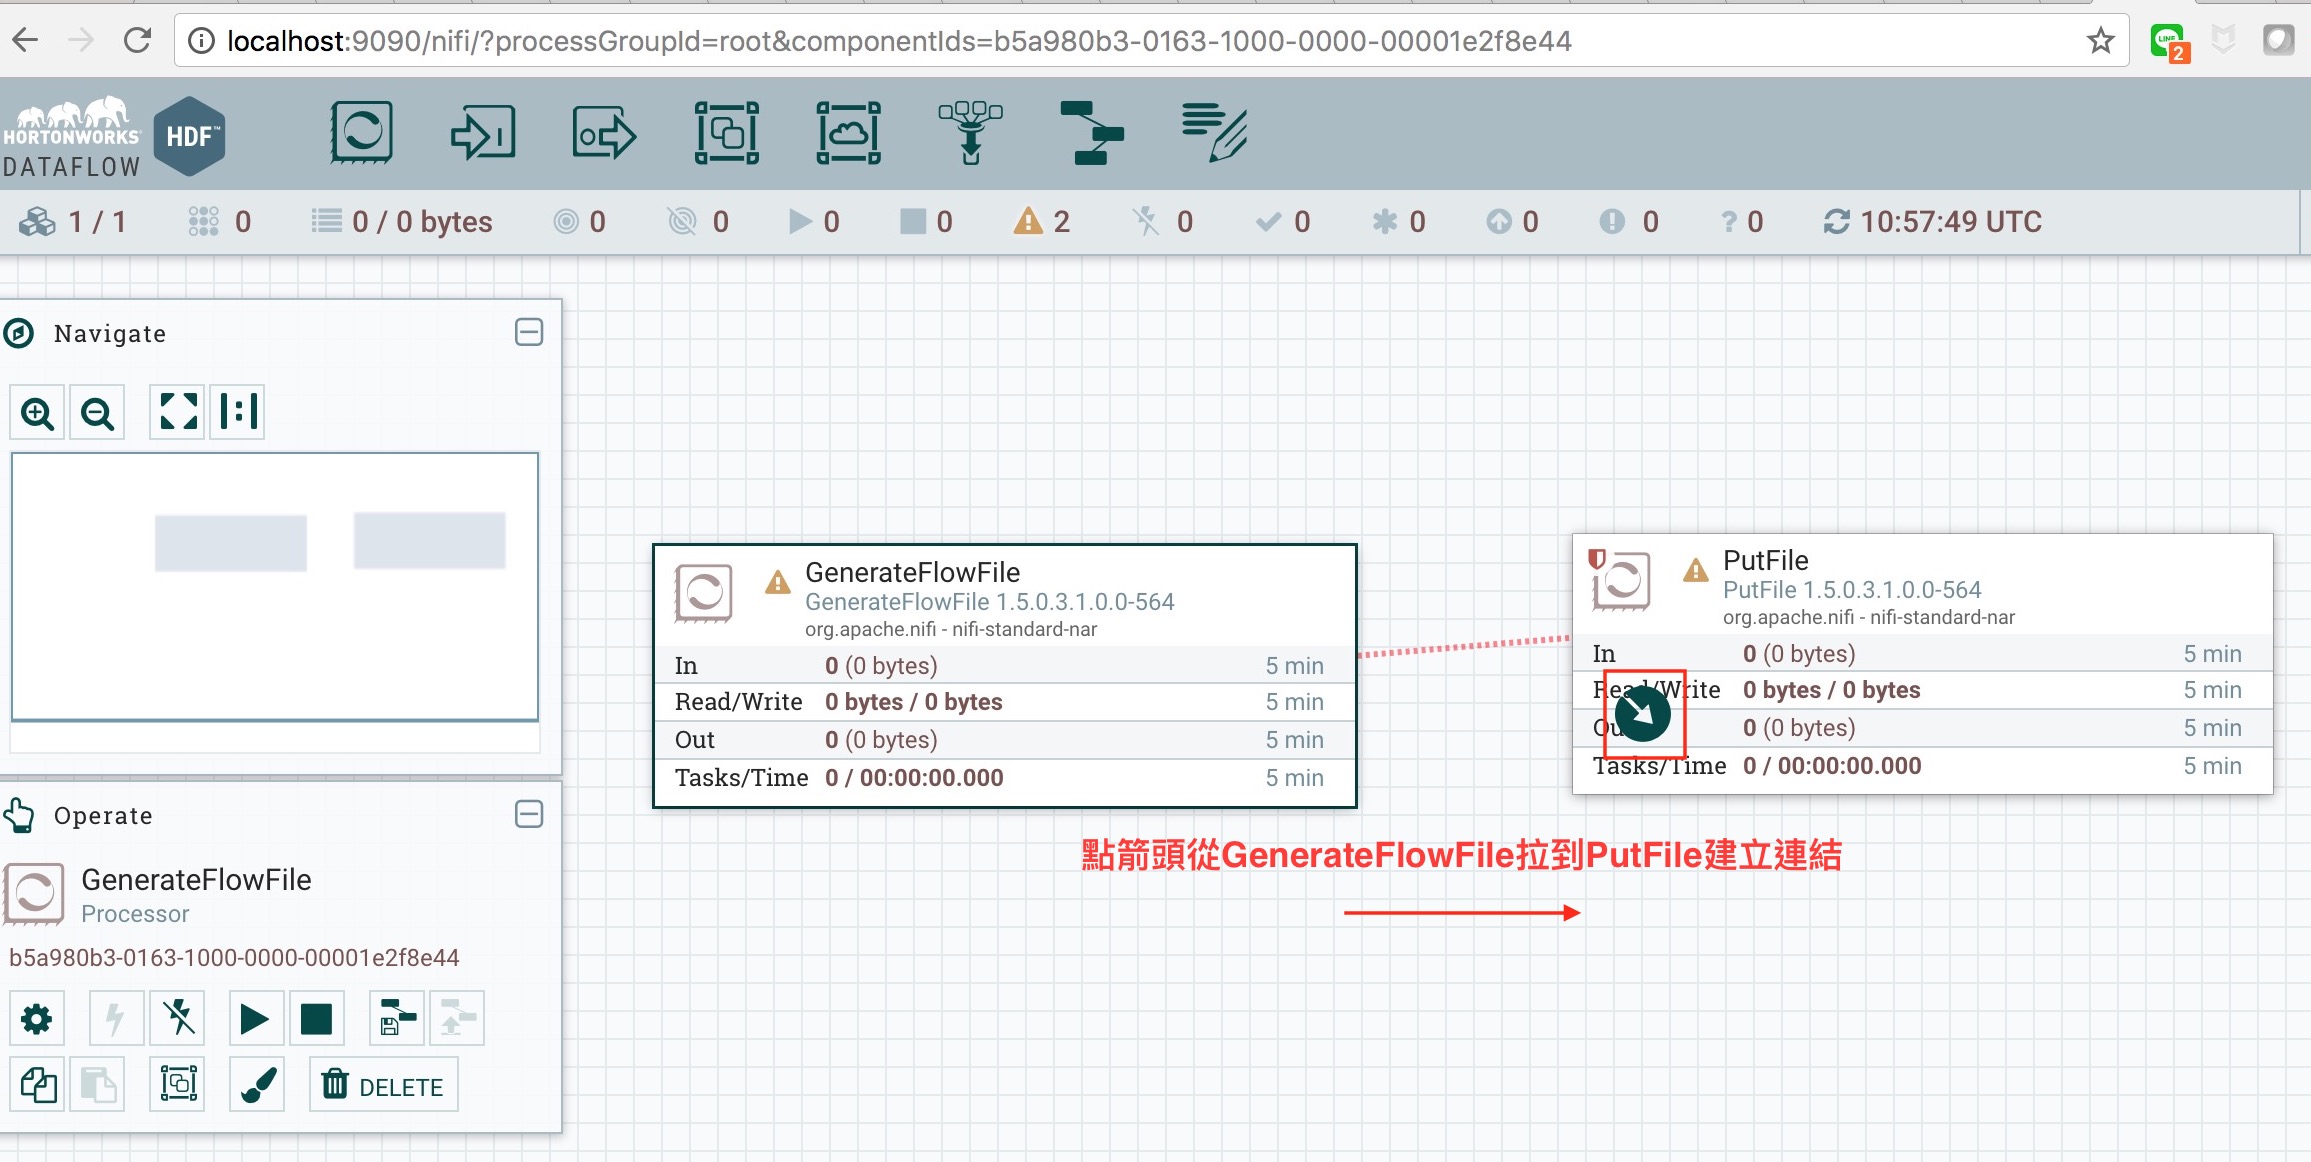 localhost:9090/nifi/?processGroupId=root&componentIds=b5a980b3-0163-1000-0000-00001e2f8e44
LINE
2
HORTONWORKS
DATAFLOW
HDF™
1 / 1
0
0 / 0 bytes
0
0
0
0
2
0
0
0
0
0
? 0
10:57:49 UTC
Navigate
GenerateFlowFile
GenerateFlowFile 1.5.0.3.1.0.0-564
org.apache.nifi - nifi-standard-nar
In 0 (0 bytes) 5 min
Read/Write 0 bytes / 0 bytes 5 min
Out 0 (0 bytes) 5 min
Tasks/Time 0 / 00:00:00.000 5 min
PutFile
PutFile 1.5.0.3.1.0.0-564
org.apache.nifi - nifi-standard-nar
In 0 (0 bytes) 5 min
Read/Write 0 bytes / 0 bytes 5 min
0 (0 bytes) 5 min
Tasks/Time 0 / 00:00:00.000 5 min
點箭頭從GenerateFlowFile拉到PutFile建立連結
Operate
GenerateFlowFile
Processor
b5a980b3-0163-1000-0000-00001e2f8e44
DELETE